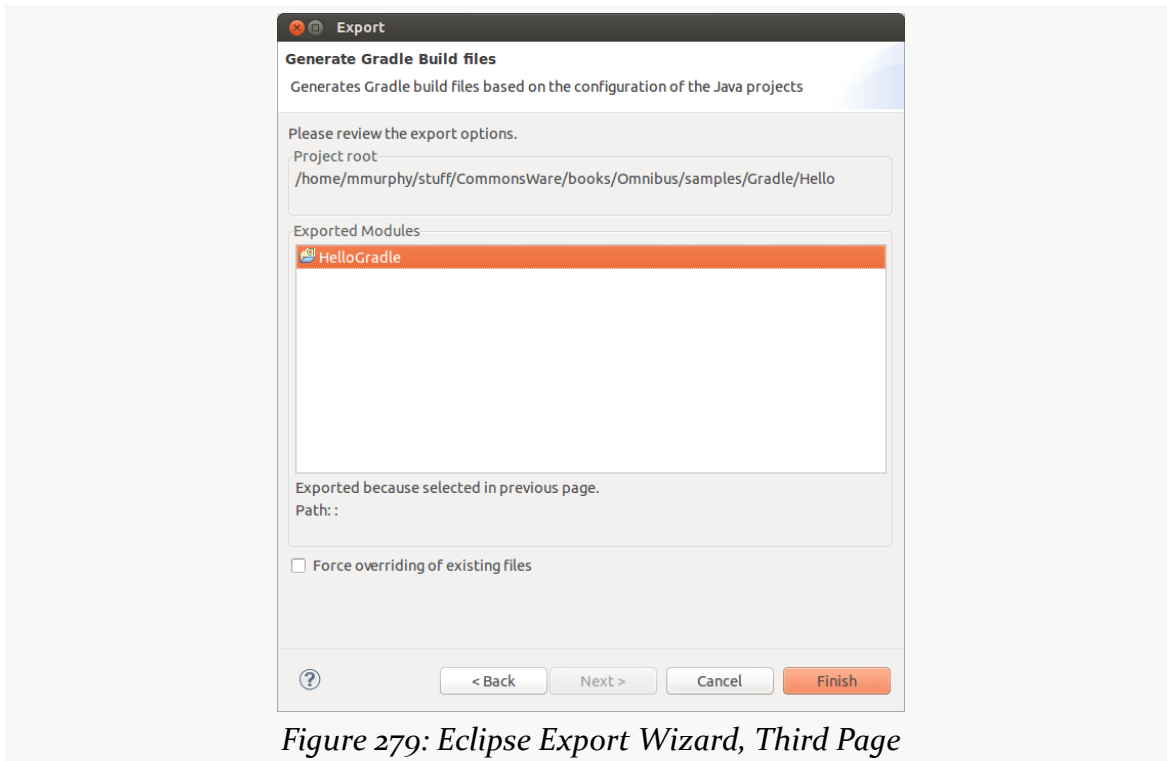 Export
Generate Gradle Build files
Generates Gradle build files based on the configuration of the Java projects
Please review the export options.
Project root
/home/mmurphy/stuff/CommonsWare/books/Omnibus/samples/Gradle/Hello
Exported Modules
HelloGradle
Exported because selected in previous page.
Path: :
Force overriding of existing files
?
< Back
Next >
Cancel
Finish
Figure 279: Eclipse Export Wizard, Third Page